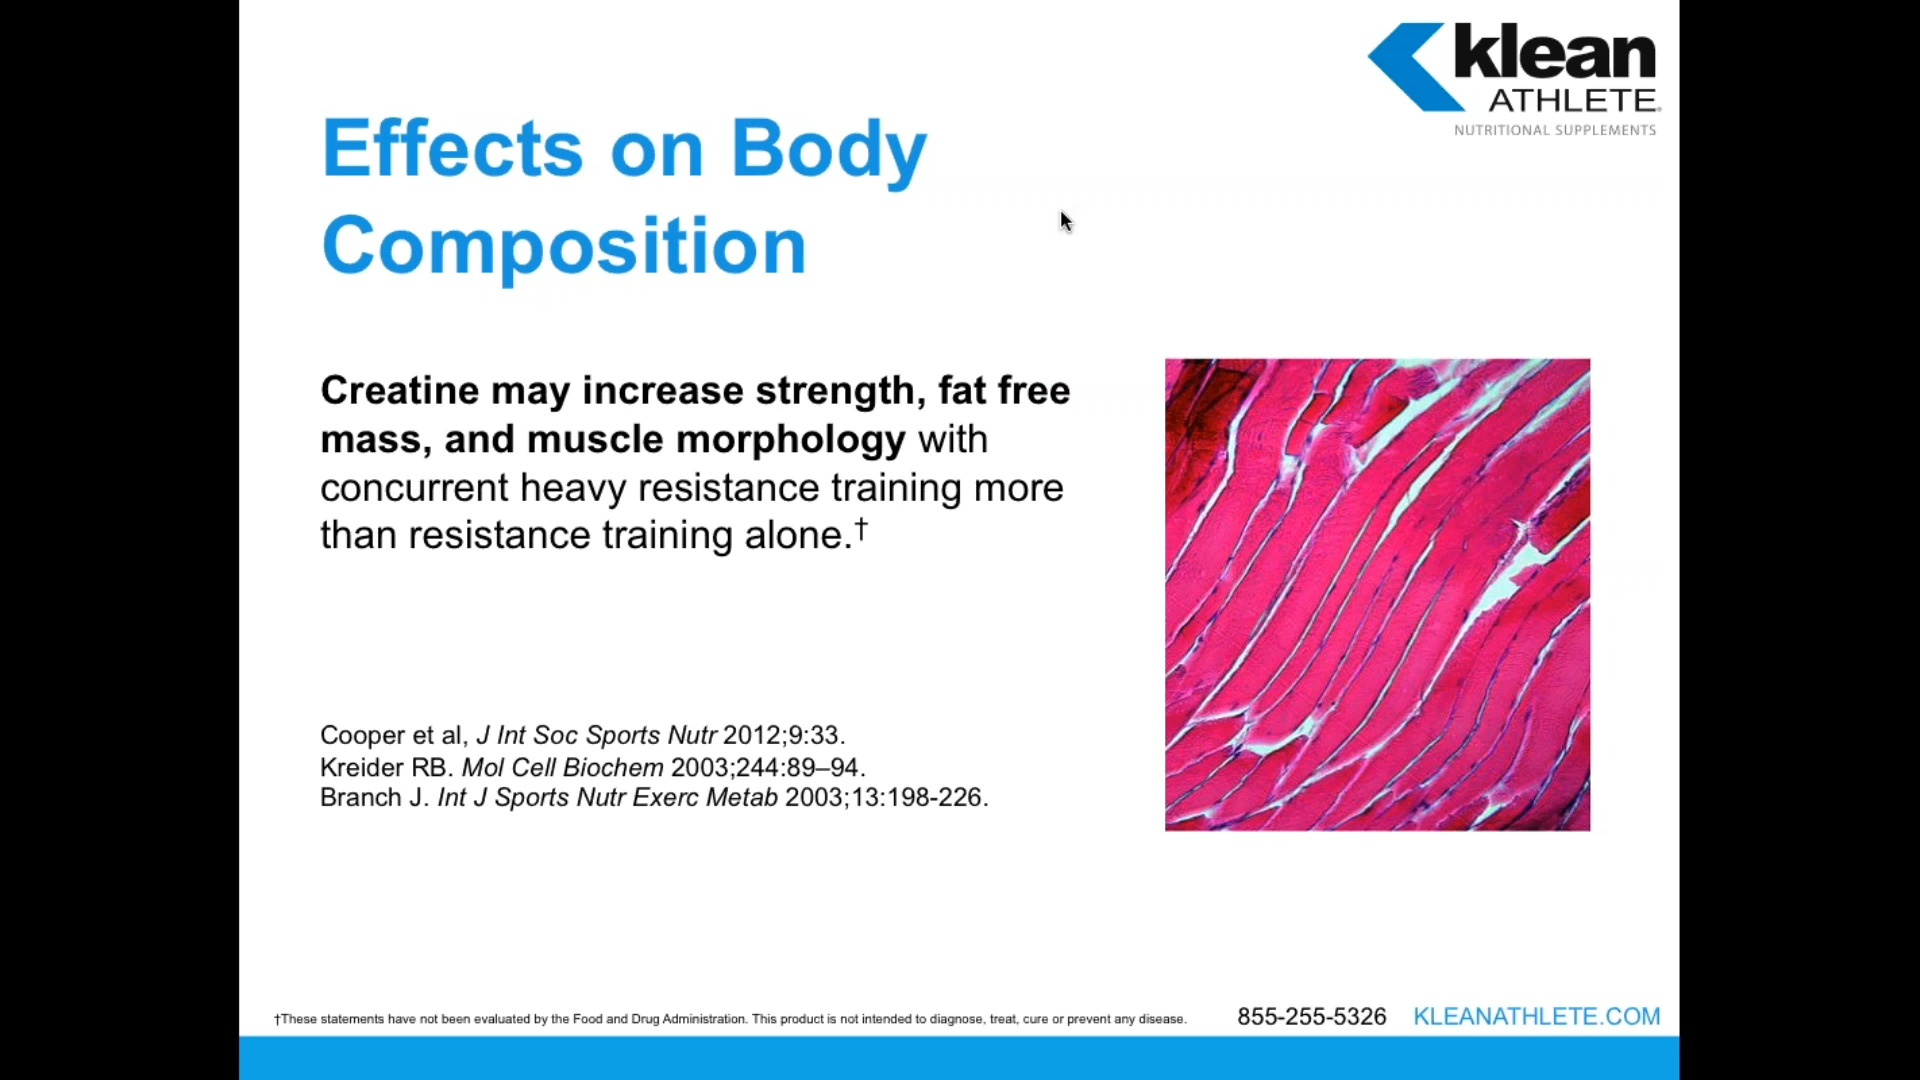 klean
ATHLETE®
NUTRITIONAL SUPPLEMENTS
Effects on Body
Composition
Creatine may increase strength, fat free
mass, and muscle morphology with
concurrent heavy resistance training more
than resistance training alone.†
Cooper et al, J Int Soc Sports Nutr 2012;9:33.
Kreider RB. Mol Cell Biochem 2003;244:89–94.
Branch J. Int J Sports Nutr Exerc Metab 2003;13:198-226.
†These statements have not been evaluated by the Food and Drug Administration. This product is not intended to diagnose, treat, cure or prevent any disease.
855-255-5326 KLEANATHLETE.COM